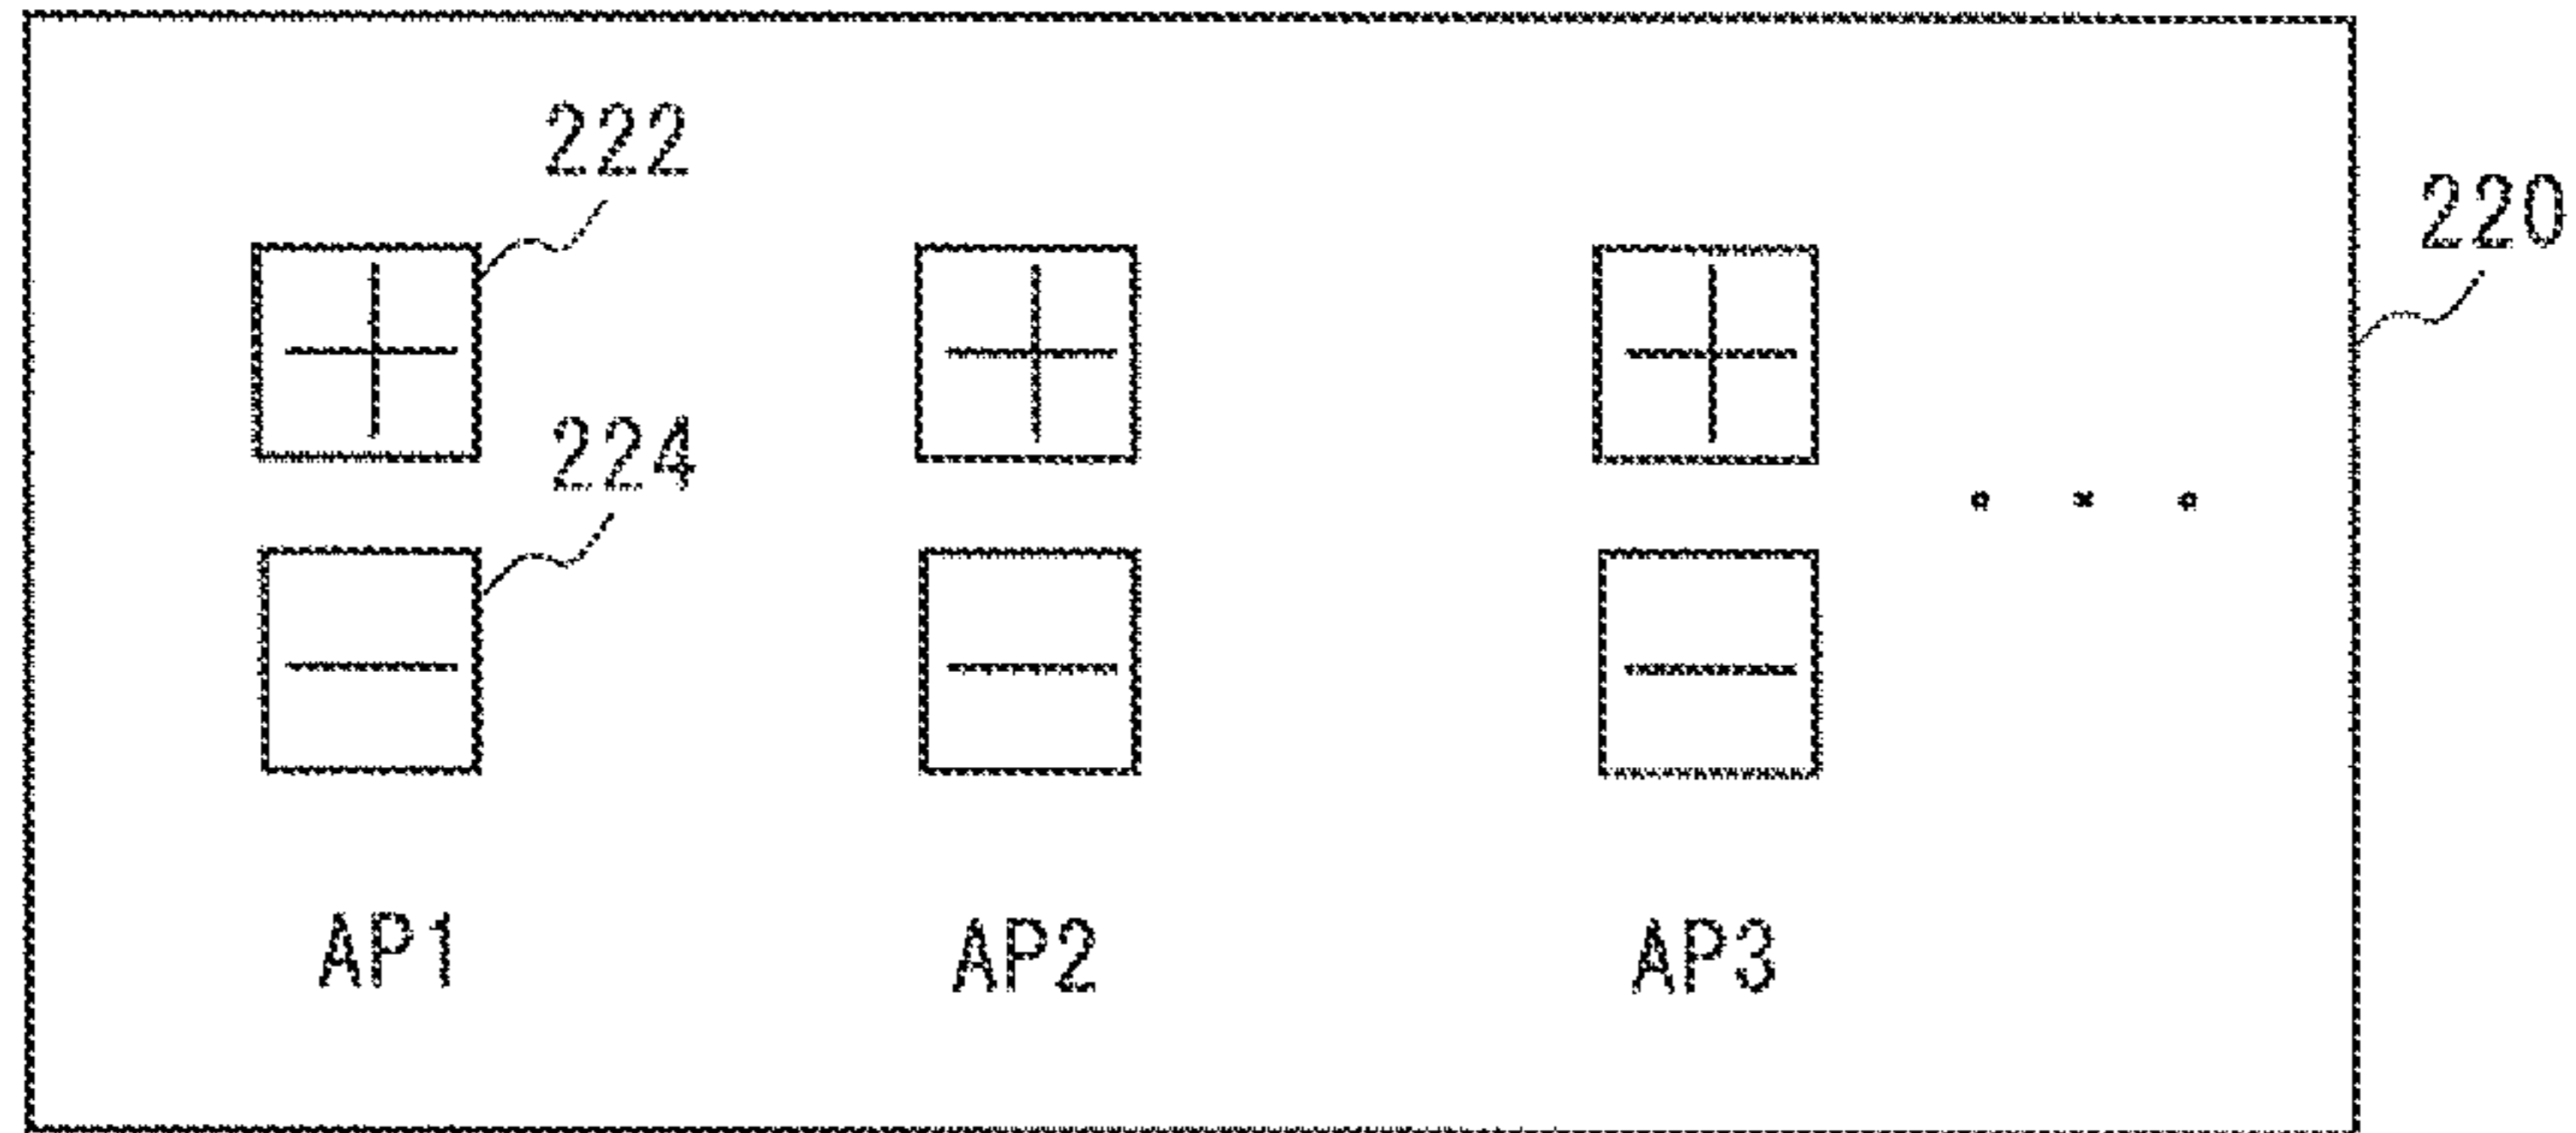 222
220
+ + +
224
− − −
AP1 AP2 AP3 . . .